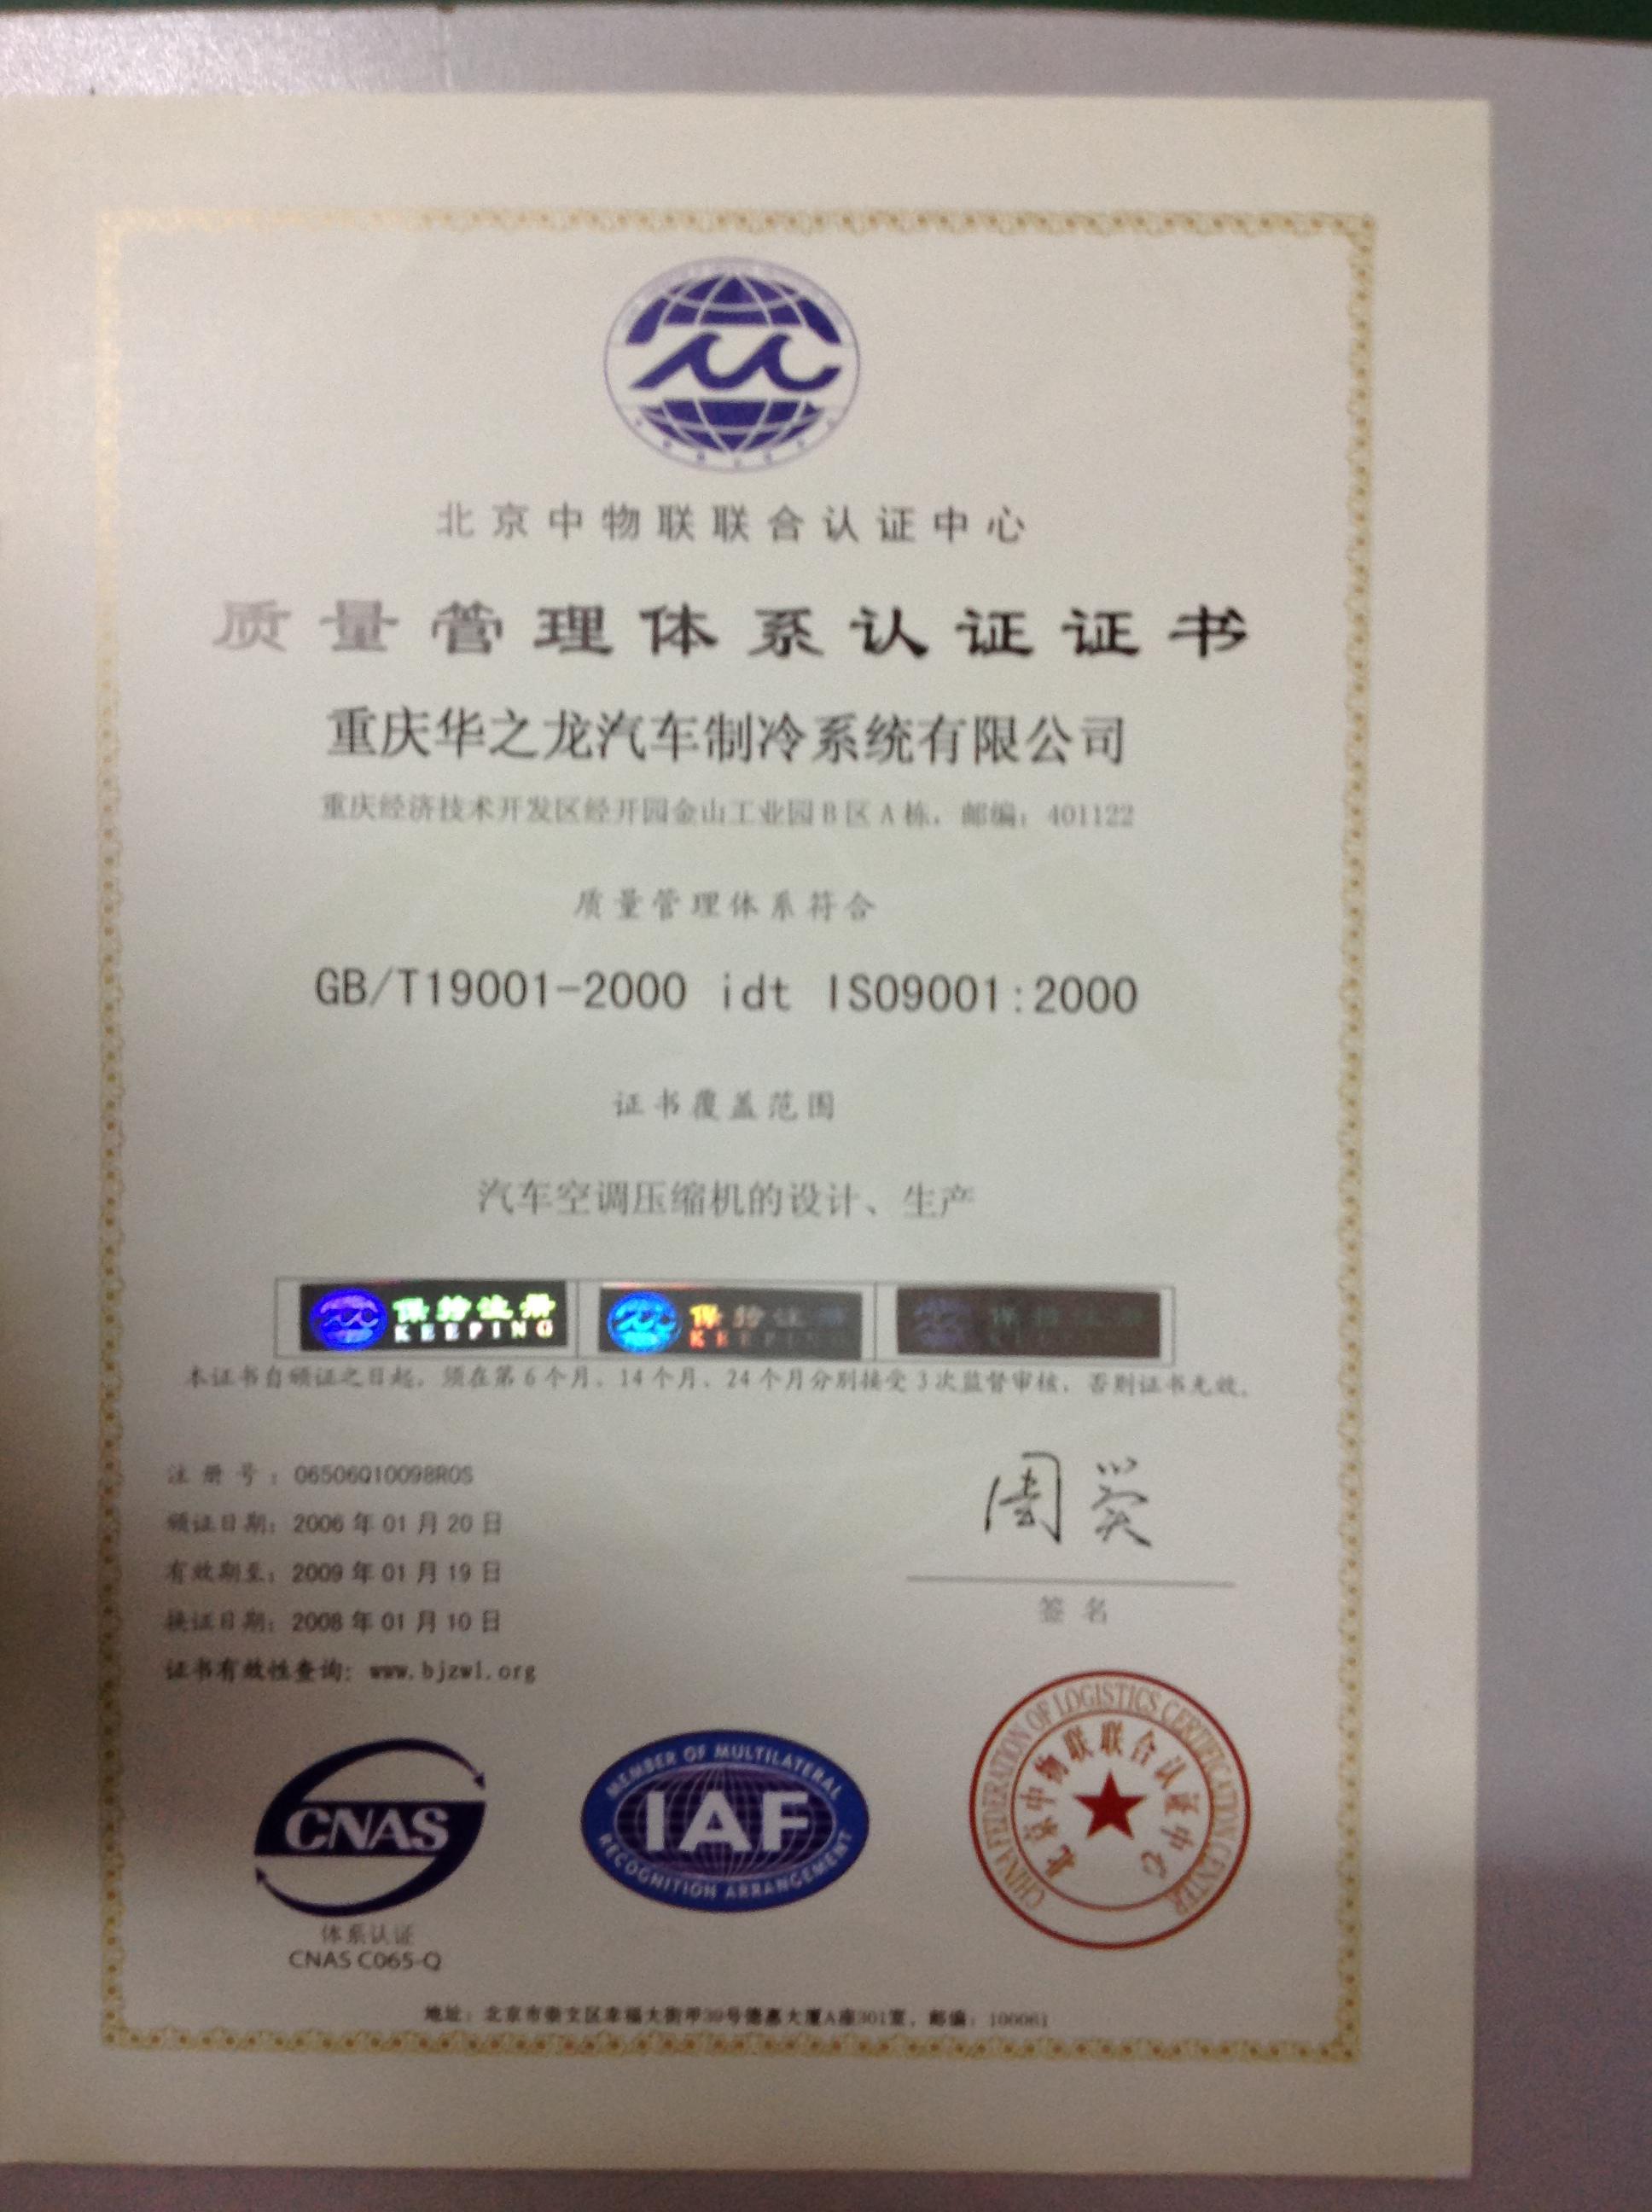 北京中物联联合认证中心
质量管理体系认证证书
重庆华之龙汽车制冷系统有限公司
重庆经济技术开发区经开园金山工业园B区A栋，邮编：401122
质量管理体系符合
GB/T19001-2000 idt ISO9001:2000
证书覆盖范围
汽车空调压缩机的设计、生产
保持注册 保持注册 保持注册
KEEPING KEEPING
本证书自颁证之日起，须在第6个月、14个月、24个月分别接受3次监督审核，否则证书无效。
注册号：06506Q10098R0S
颁证日期：2006年01月20日
有效期至：2009年01月19日
换证日期：2008年01月10日
证书有效性查询：www.bjzwl.org
签名
CNAS
体系认证
CNAS C065-Q
MEMBER OF MULTILATERAL
IAF
RECOGNITION ARRANGEMENT
CHINA FEDERATION OF LOGISTICS CERTIFICATION CENTER
北京中物联联合认证中心
地址：北京市崇文区幸福大街甲39号德惠大厦A座301室，邮编：100061